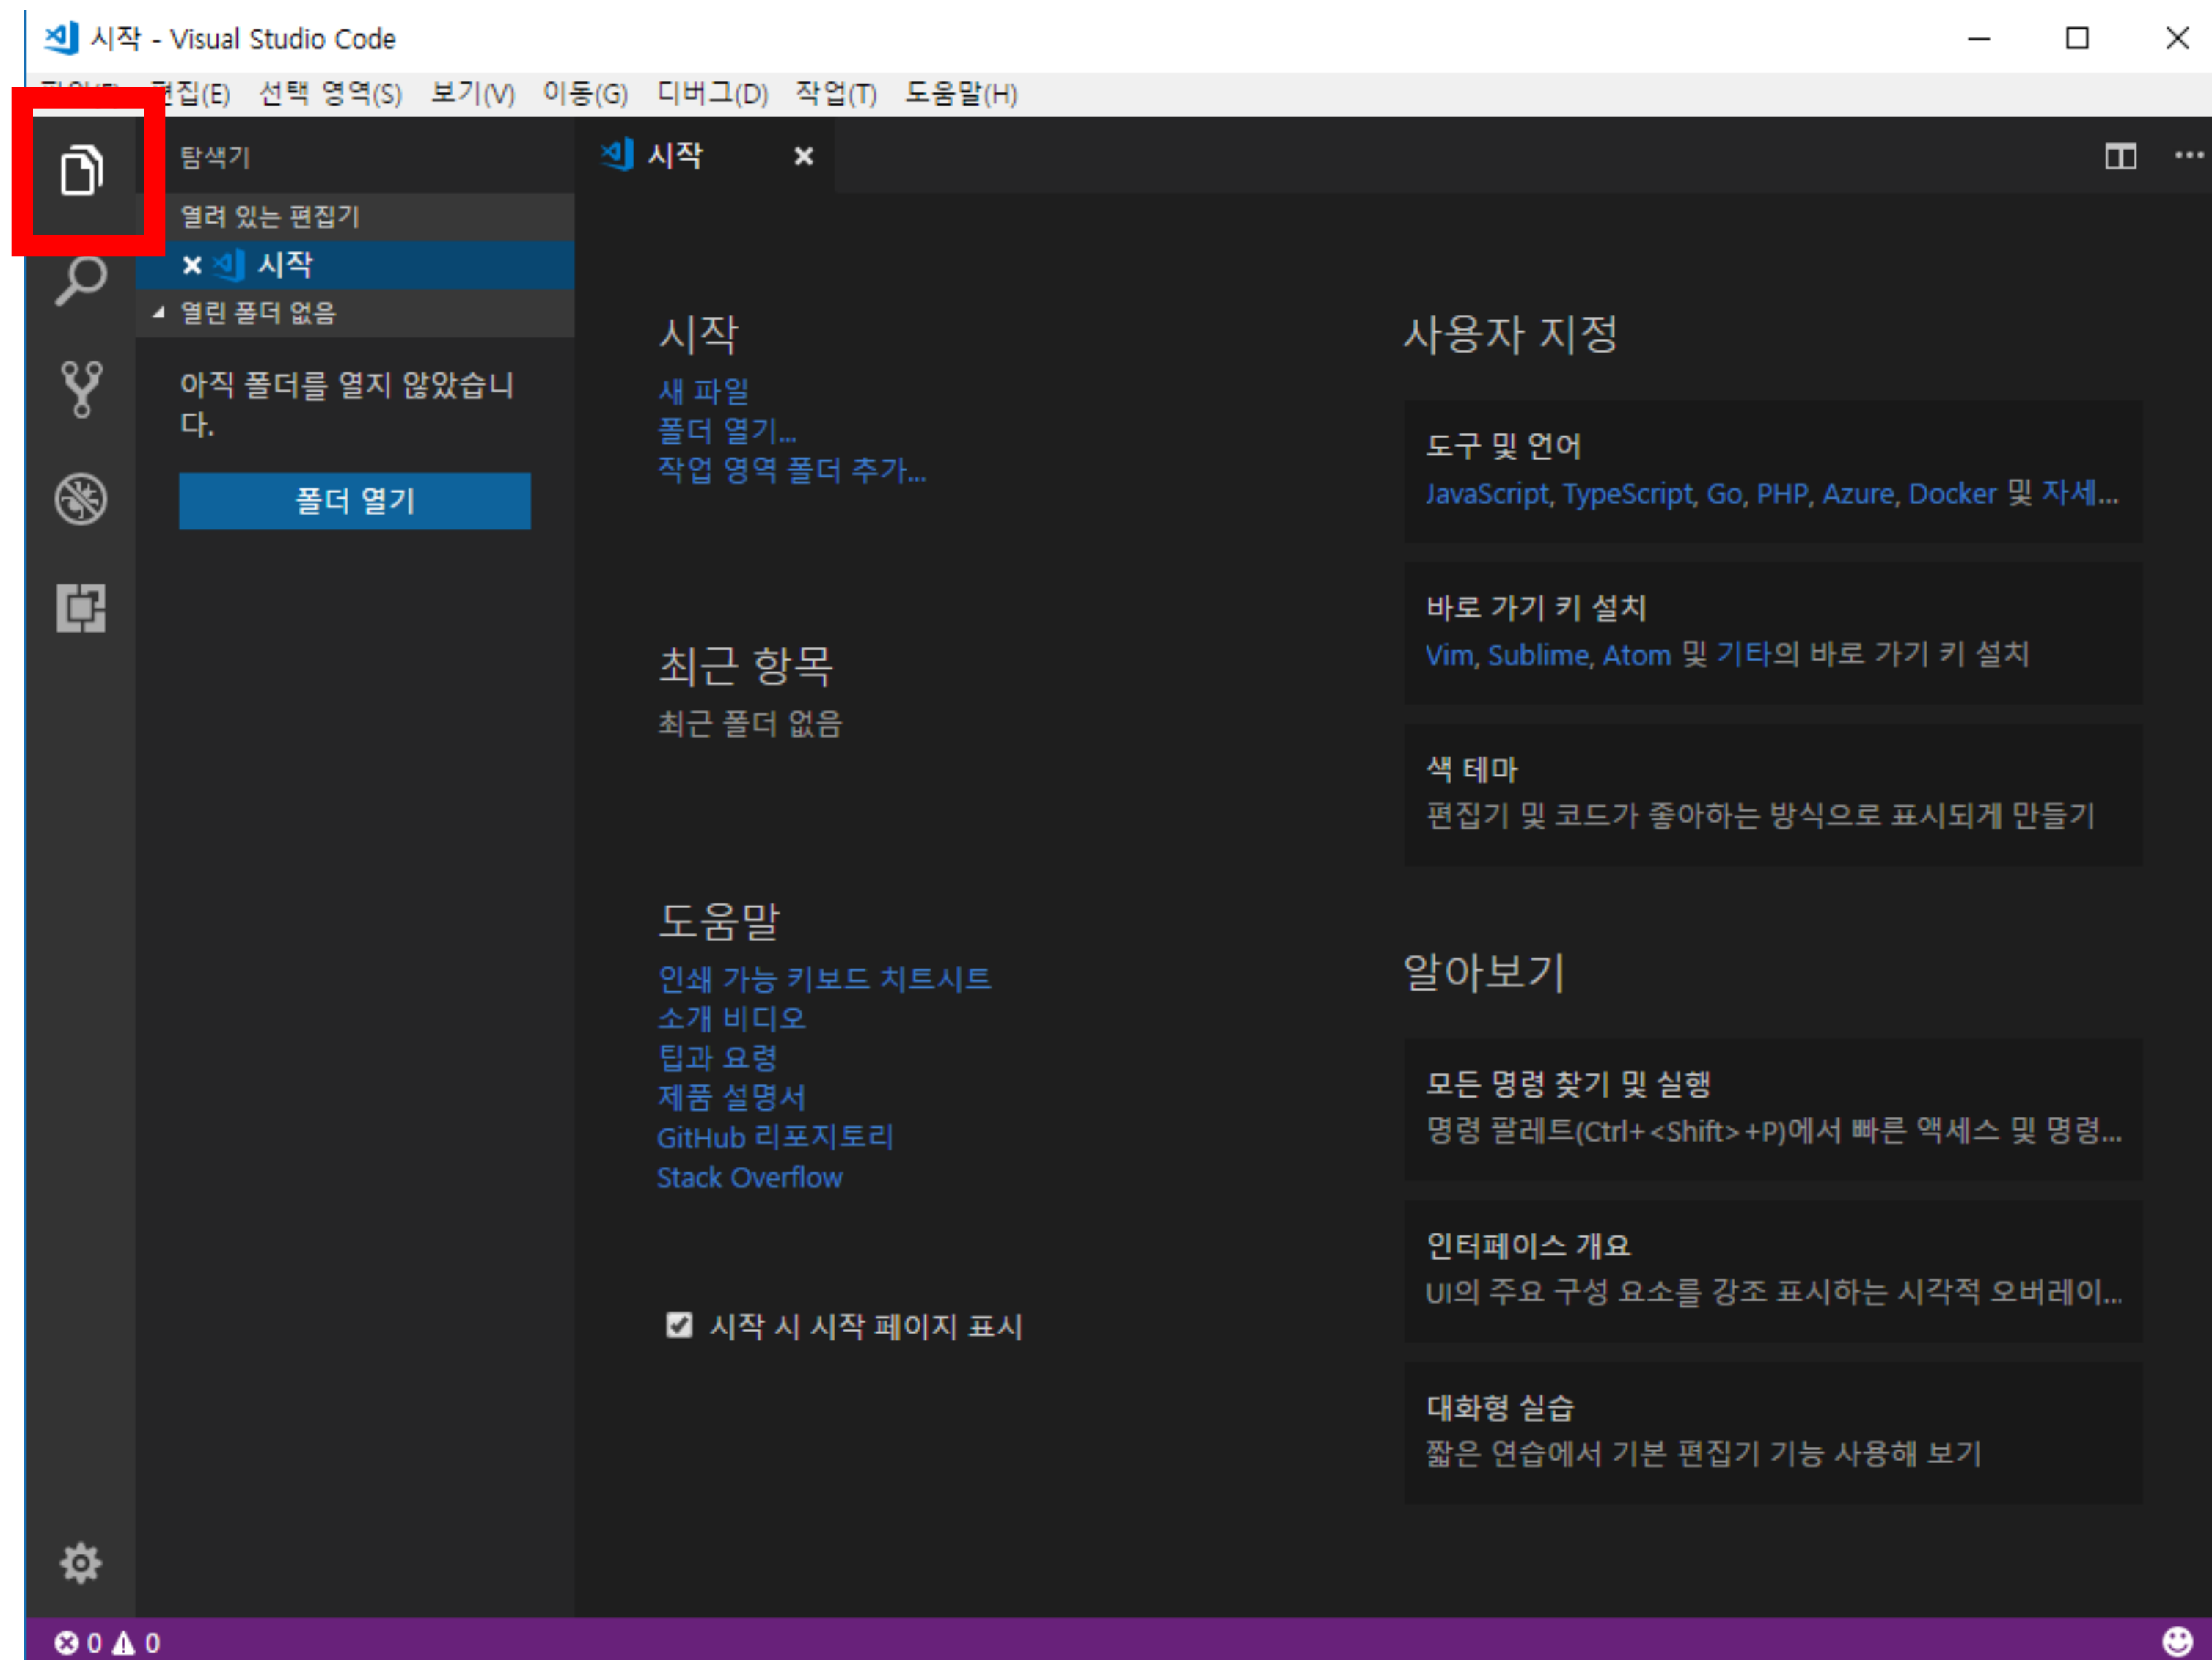 시작 - Visual Studio Code
편집(E) 선택 영역(S) 보기(V) 이동(G) 디버그(D) 작업(T) 도움말(H)
탐색기
열려 있는 편집기
시작
열린 폴더 없음
아직 폴더를 열지 않았습니
다.
폴더 열기
시작
시작
새 파일
폴더 열기...
작업 영역 폴더 추가...
최근 항목
최근 폴더 없음
도움말
인쇄 가능 키보드 치트시트
소개 비디오
팁과 요령
제품 설명서
GitHub 리포지토리
Stack Overflow
시작 시 시작 페이지 표시
사용자 지정
도구 및 언어
JavaScript, TypeScript, Go, PHP, Azure, Docker 및 자세...
바로 가기 키 설치
Vim, Sublime, Atom 및 기타의 바로 가기 키 설치
색 테마
편집기 및 코드가 좋아하는 방식으로 표시되게 만들기
알아보기
모든 명령 찾기 및 실행
명령 팔레트(Ctrl+<Shift>+P)에서 빠른 액세스 및 명령...
인터페이스 개요
UI의 주요 구성 요소를 강조 표시하는 시각적 오버레이...
대화형 실습
짧은 연습에서 기본 편집기 기능 사용해 보기
0 0